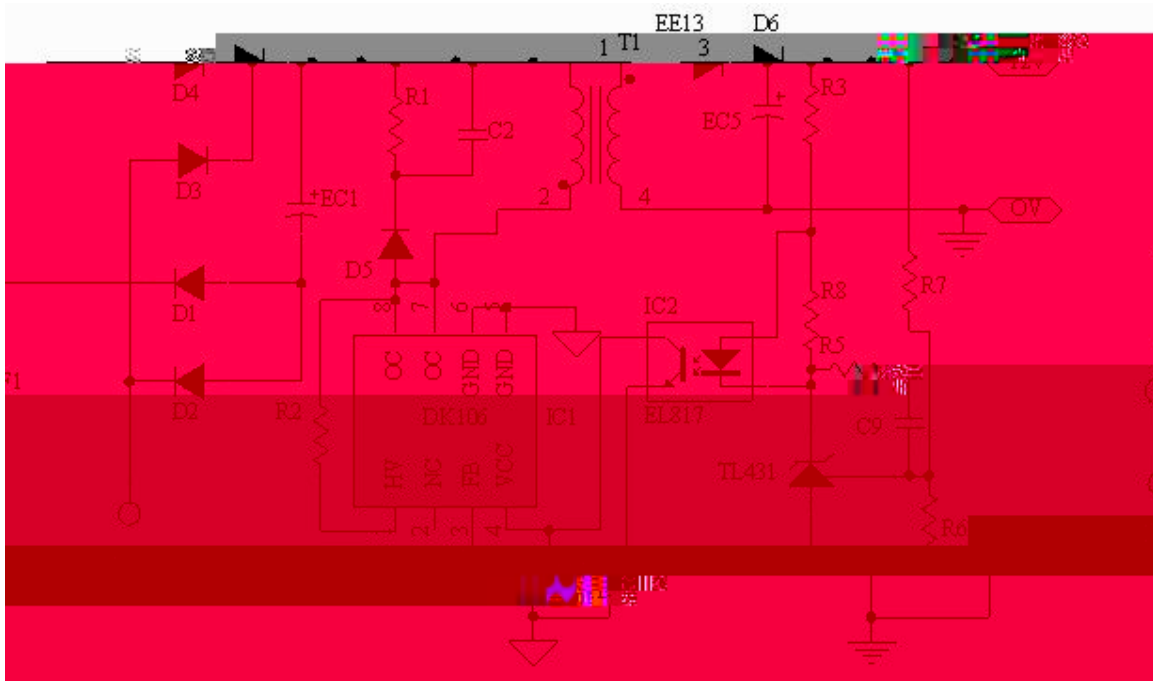 EE13 D6
1 T1 3
D4 R1 R3
EC5
C2
D3
EC1 2 4 0V
D5 R7
D1 8 7 6 5 IC2 R8
OC OC GND GND R5
F1
D2 R2 DK106 IC1 EL817 C9
TL431
HV NC FB VCC
1 2 3 4 R6